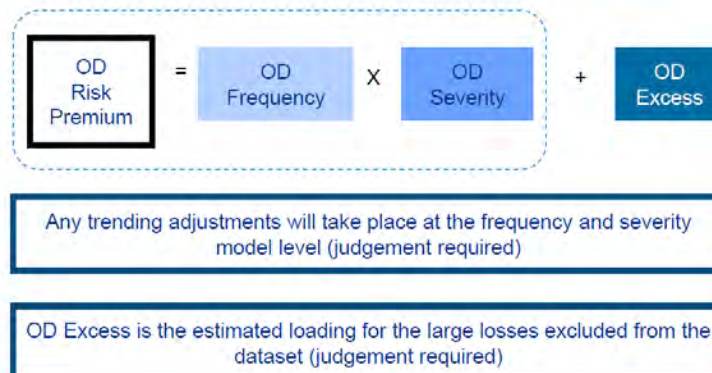 OD Risk Premium = OD Frequency X OD Severity + OD Excess
Any trending adjustments will take place at the frequency and severity
model level (judgement required)
OD Excess is the estimated loading for the large losses excluded from the
dataset (judgement required)